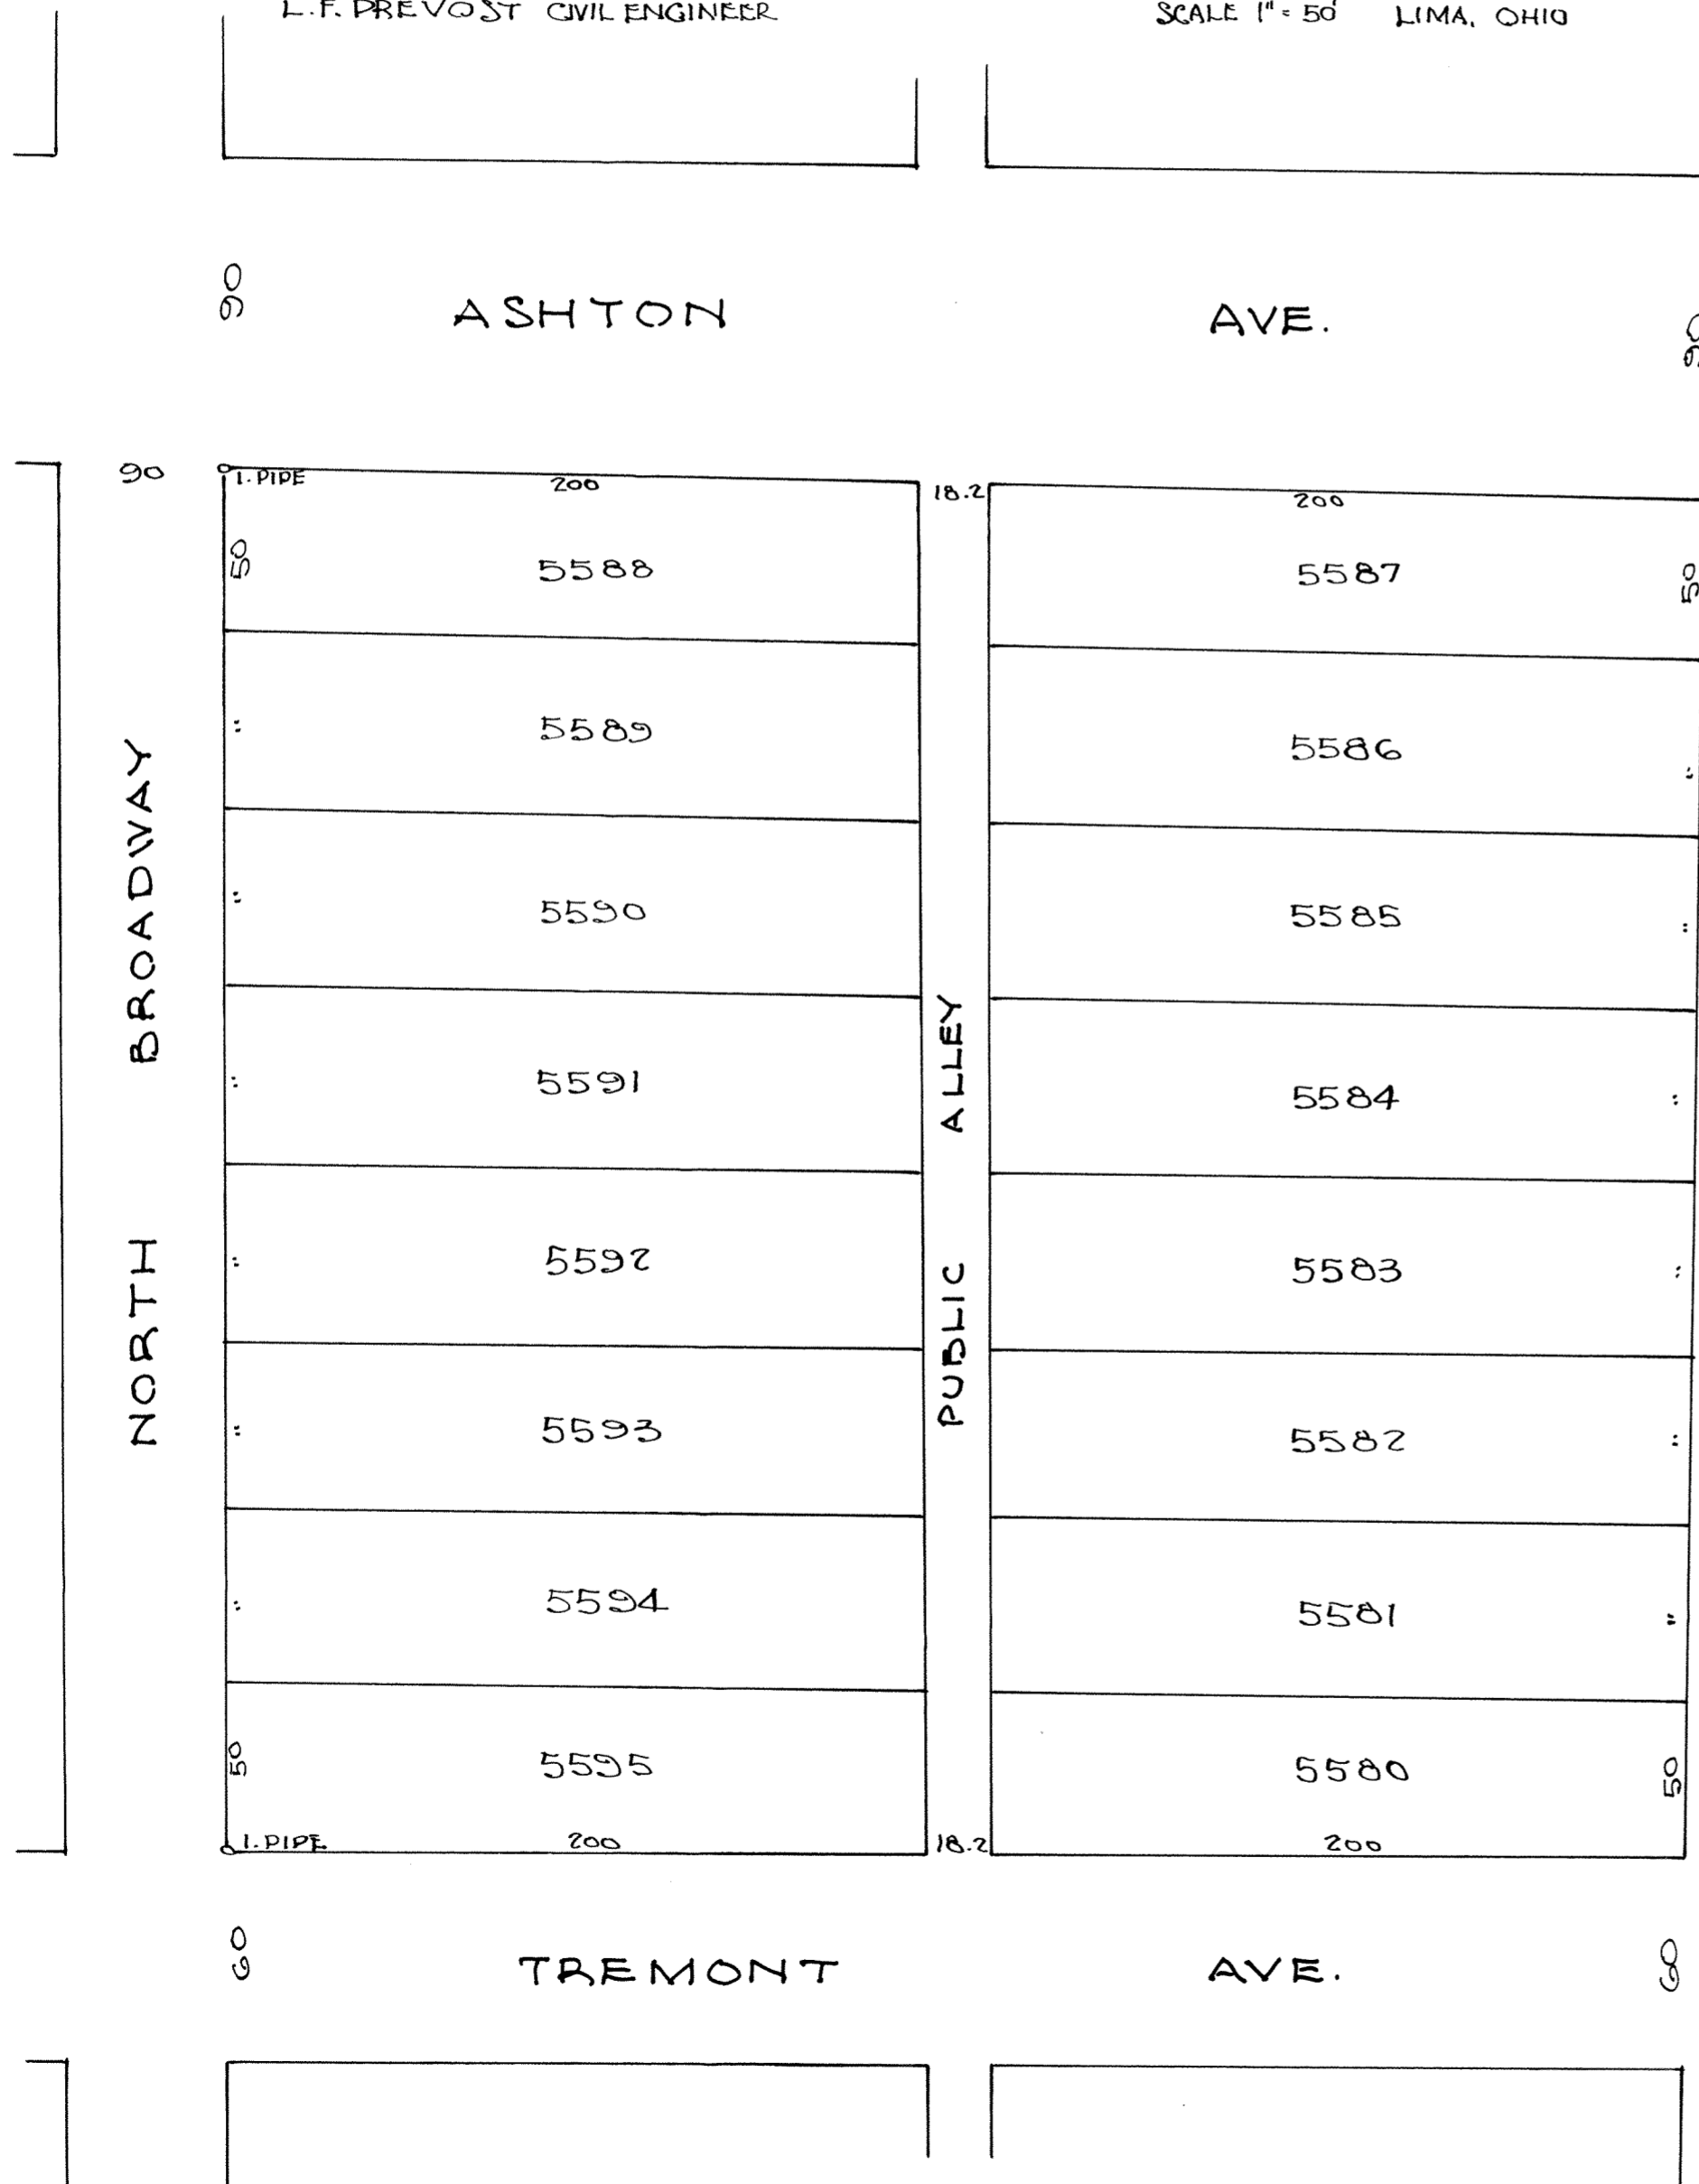 L.F. PREVOST CIVIL ENGINEER SCALE 1" = 50' LIMA, OHIO
90 ASHTON AVE. 90
90 I. PIPE 200 18.2 200
50 5588 5587 50
" 5589 5586 "
" 5590 5585 "
" 5591 5584 "
" 5592 5583 "
" 5593 5582 "
" 5594 5581 "
50 5595 5580 50
I. PIPE 200 18.2 200
NORTH BROADWAY
PUBLIC ALLEY
60 TREMONT AVE. 60